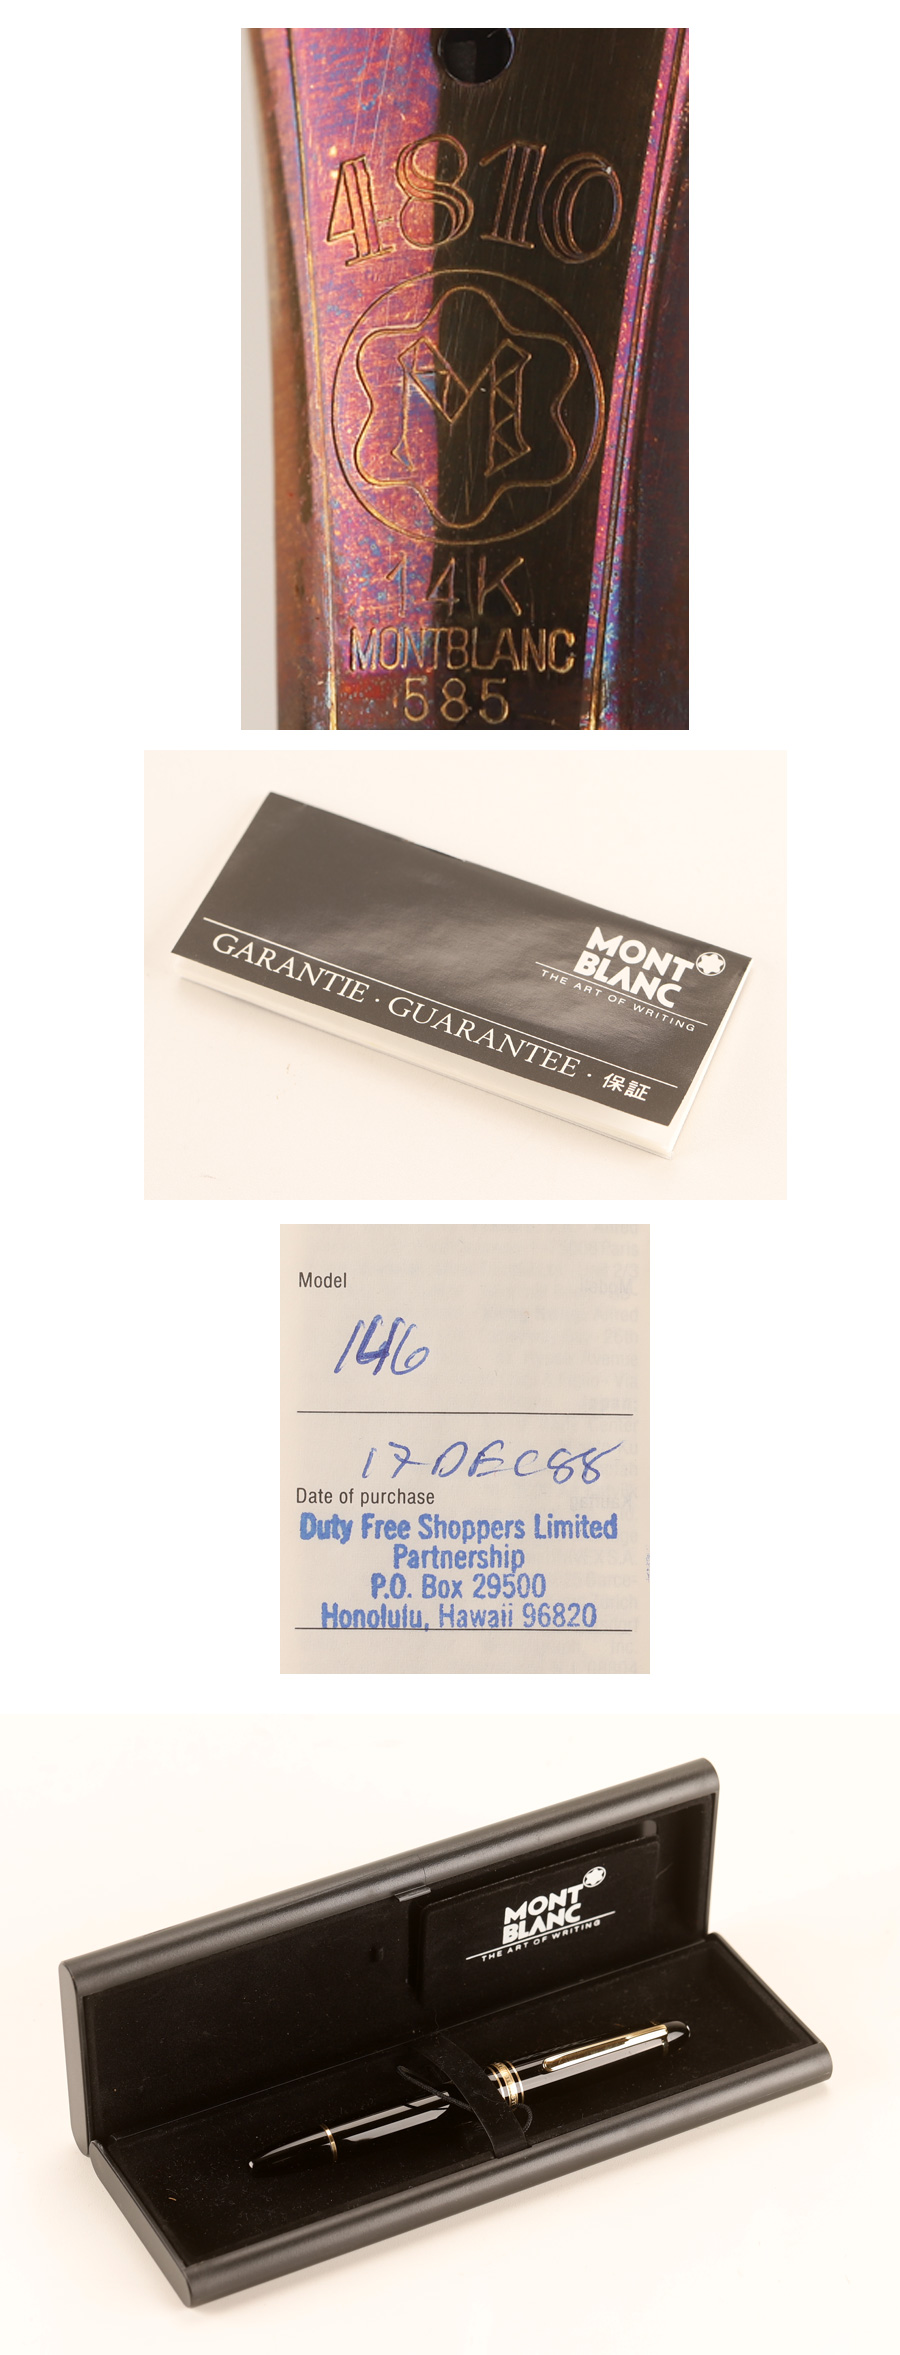 4810
M
14K
MONTBLANC
585
MONT
BLANC
THE ART OF WRITING
GARANTIE · GUARANTEE · 保証
Model
146
17 DEC 88
Date of purchase
Duty Free Shoppers Limited
Partnership
P.O. Box 29500
Honolulu, Hawaii 96820
MONT
BLANC
THE ART OF WRITING